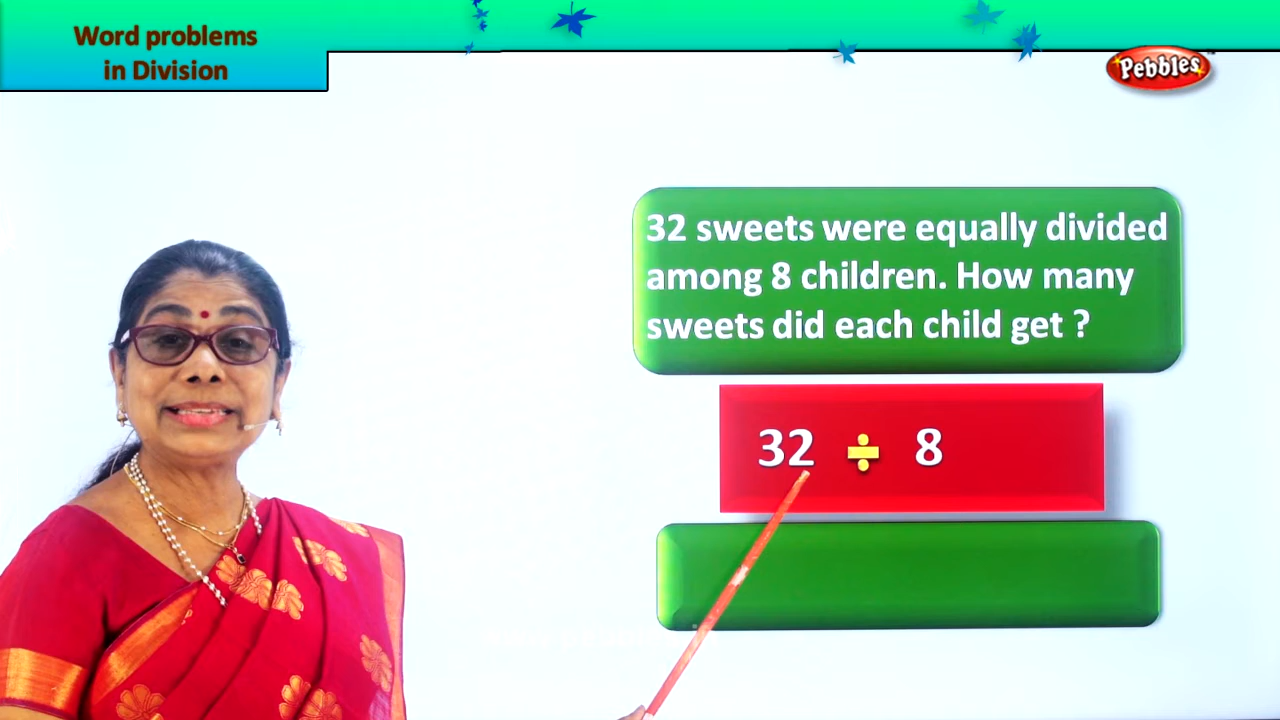 Word problems
in Division
Pebbles
32 sweets were equally divided
among 8 children. How many
sweets did each child get ?
32 ÷ 8